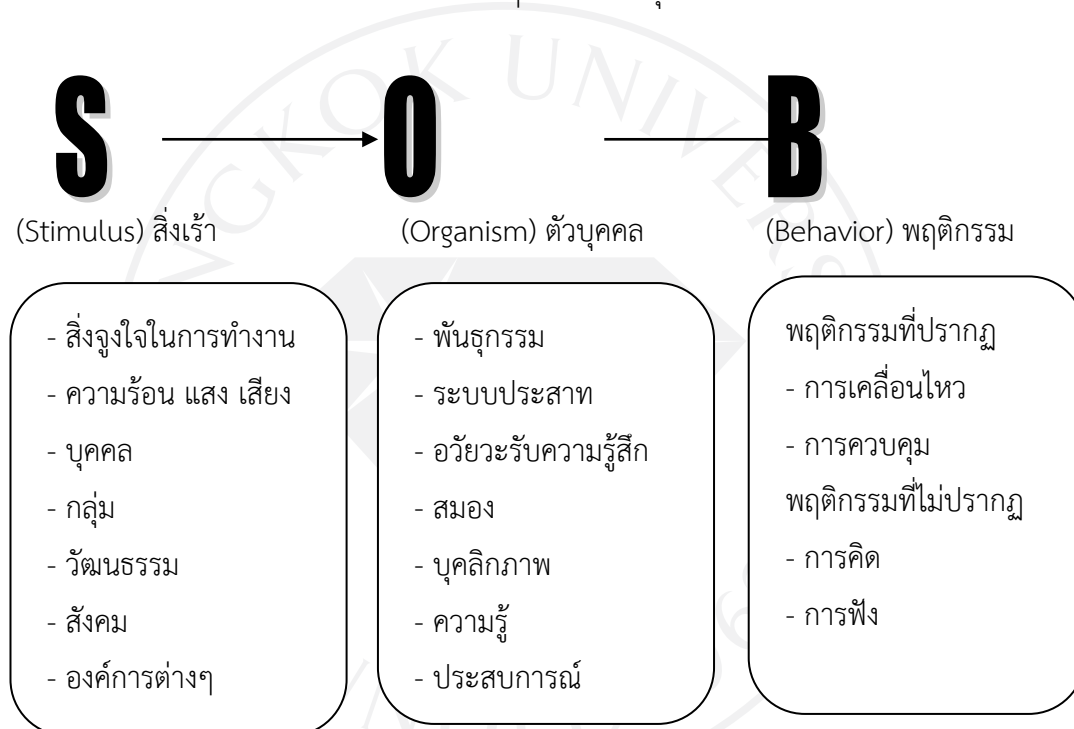 S
O
B
(Stimulus) สิ่งเร้า
(Organism) ตัวบุคคล
(Behavior) พฤติกรรม
- สิ่งจูงใจในการทำงาน
- ความร้อน แสง เสียง
- บุคคล
- กลุ่ม
- วัฒนธรรม
- สังคม
- องค์การต่างๆ
- พันธุกรรม
- ระบบประสาท
- อวัยวะรับความรู้สึก
- สมอง
- บุคลิกภาพ
- ความรู้
- ประสบการณ์
พฤติกรรมที่ปรากฏ
- การเคลื่อนไหว
- การควบคุม
พฤติกรรมที่ไม่ปรากฏ
- การคิด
- การฟัง